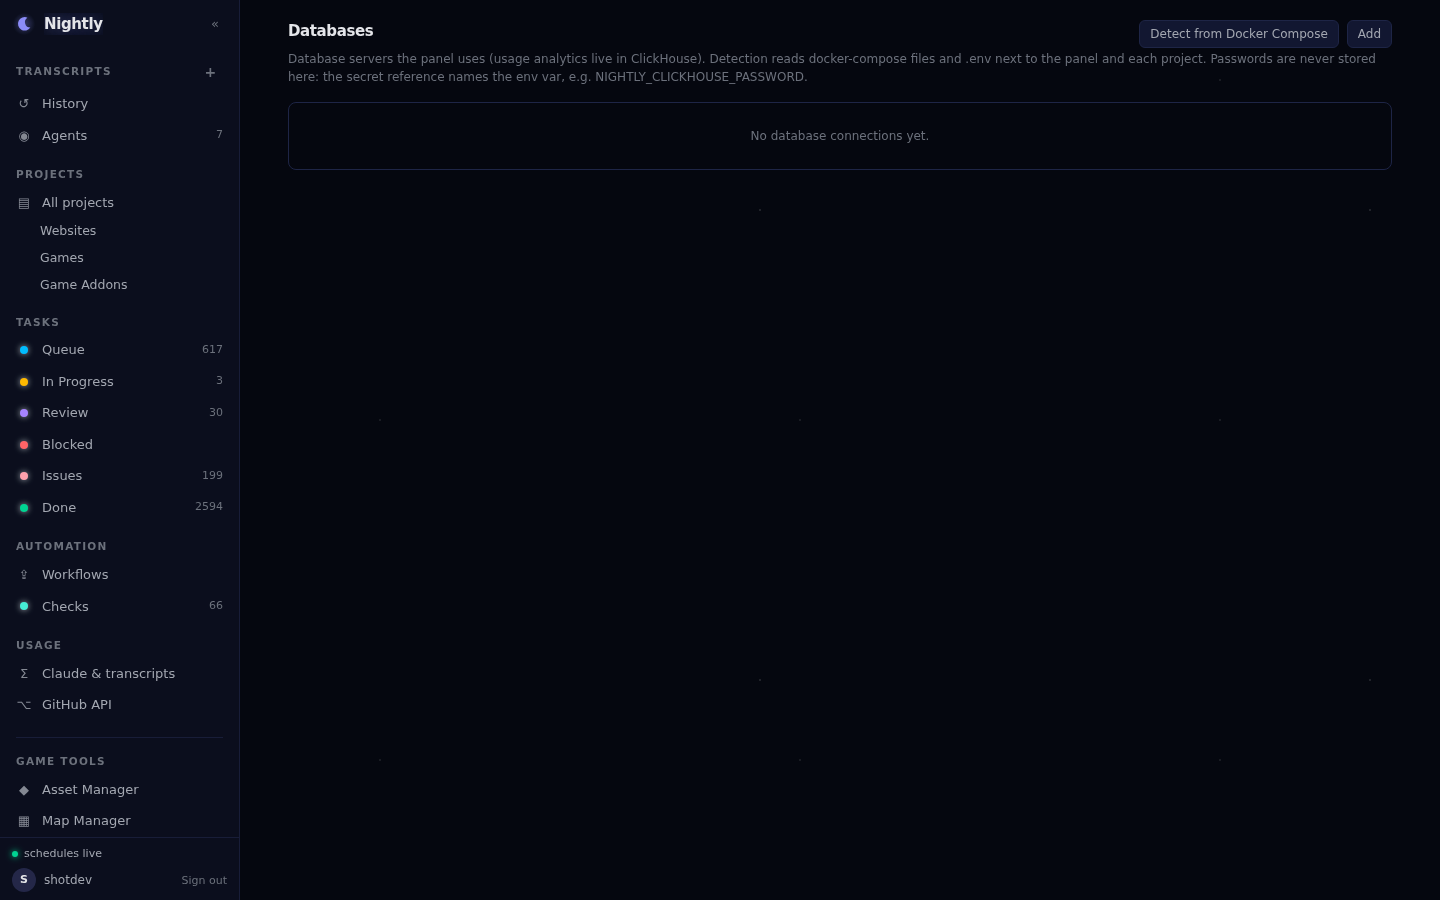 Nightly
«
TRANSCRIPTS
+
History
Agents
7
PROJECTS
All projects
Websites
Games
Game Addons
TASKS
Queue
617
In Progress
3
Review
30
Blocked
Issues
199
Done
2594
AUTOMATION
Workflows
Checks
66
USAGE
Σ Claude & transcripts
⌥ GitHub API
GAME TOOLS
Asset Manager
Map Manager
schedules live
S
shotdev
Sign out
Databases
Detect from Docker Compose
Add
Database servers the panel uses (usage analytics live in ClickHouse). Detection reads docker-compose files and .env next to the panel and each project. Passwords are never stored
here: the secret reference names the env var, e.g. NIGHTLY_CLICKHOUSE_PASSWORD.
No database connections yet.